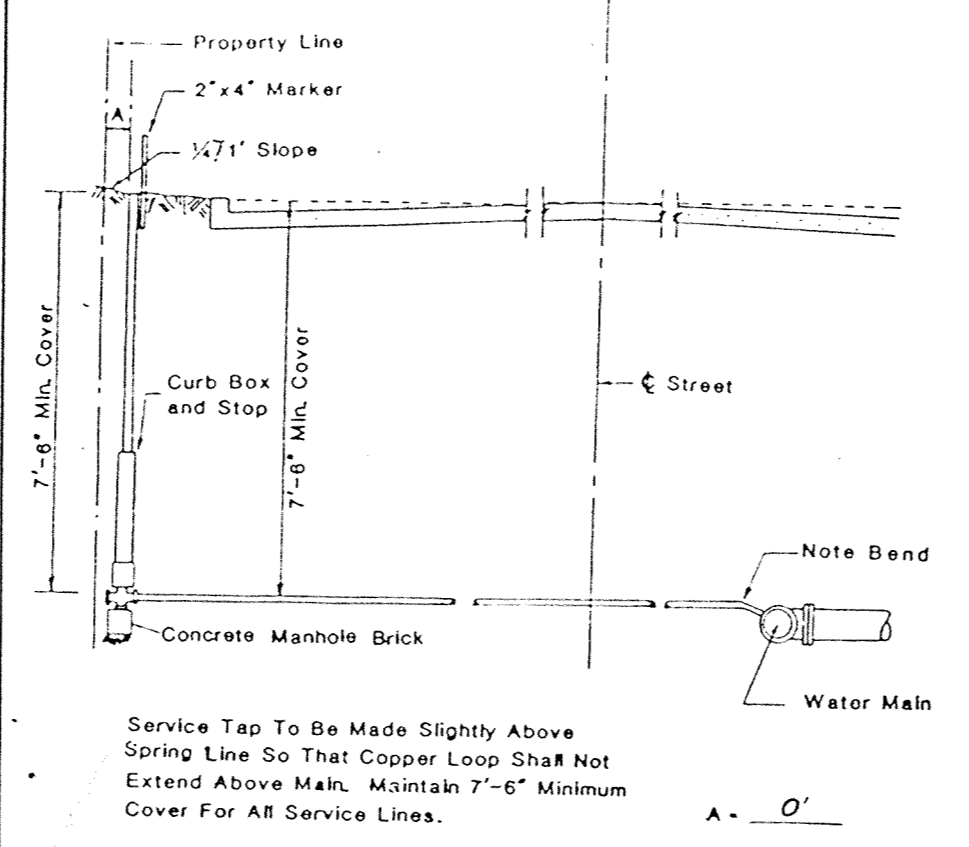 Property Line
2"x4" Marker
A
1/4"/1' Slope
7'-6" Min. Cover
Curb Box
and Stop
7'-6" Min. Cover
℄ Street
Note Bend
Concrete Manhole Brick
Water Main
Service Tap To Be Made Slightly Above
Spring Line So That Copper Loop Shall Not
Extend Above Main. Maintain 7'-6" Minimum
Cover For All Service Lines.
A - 0'